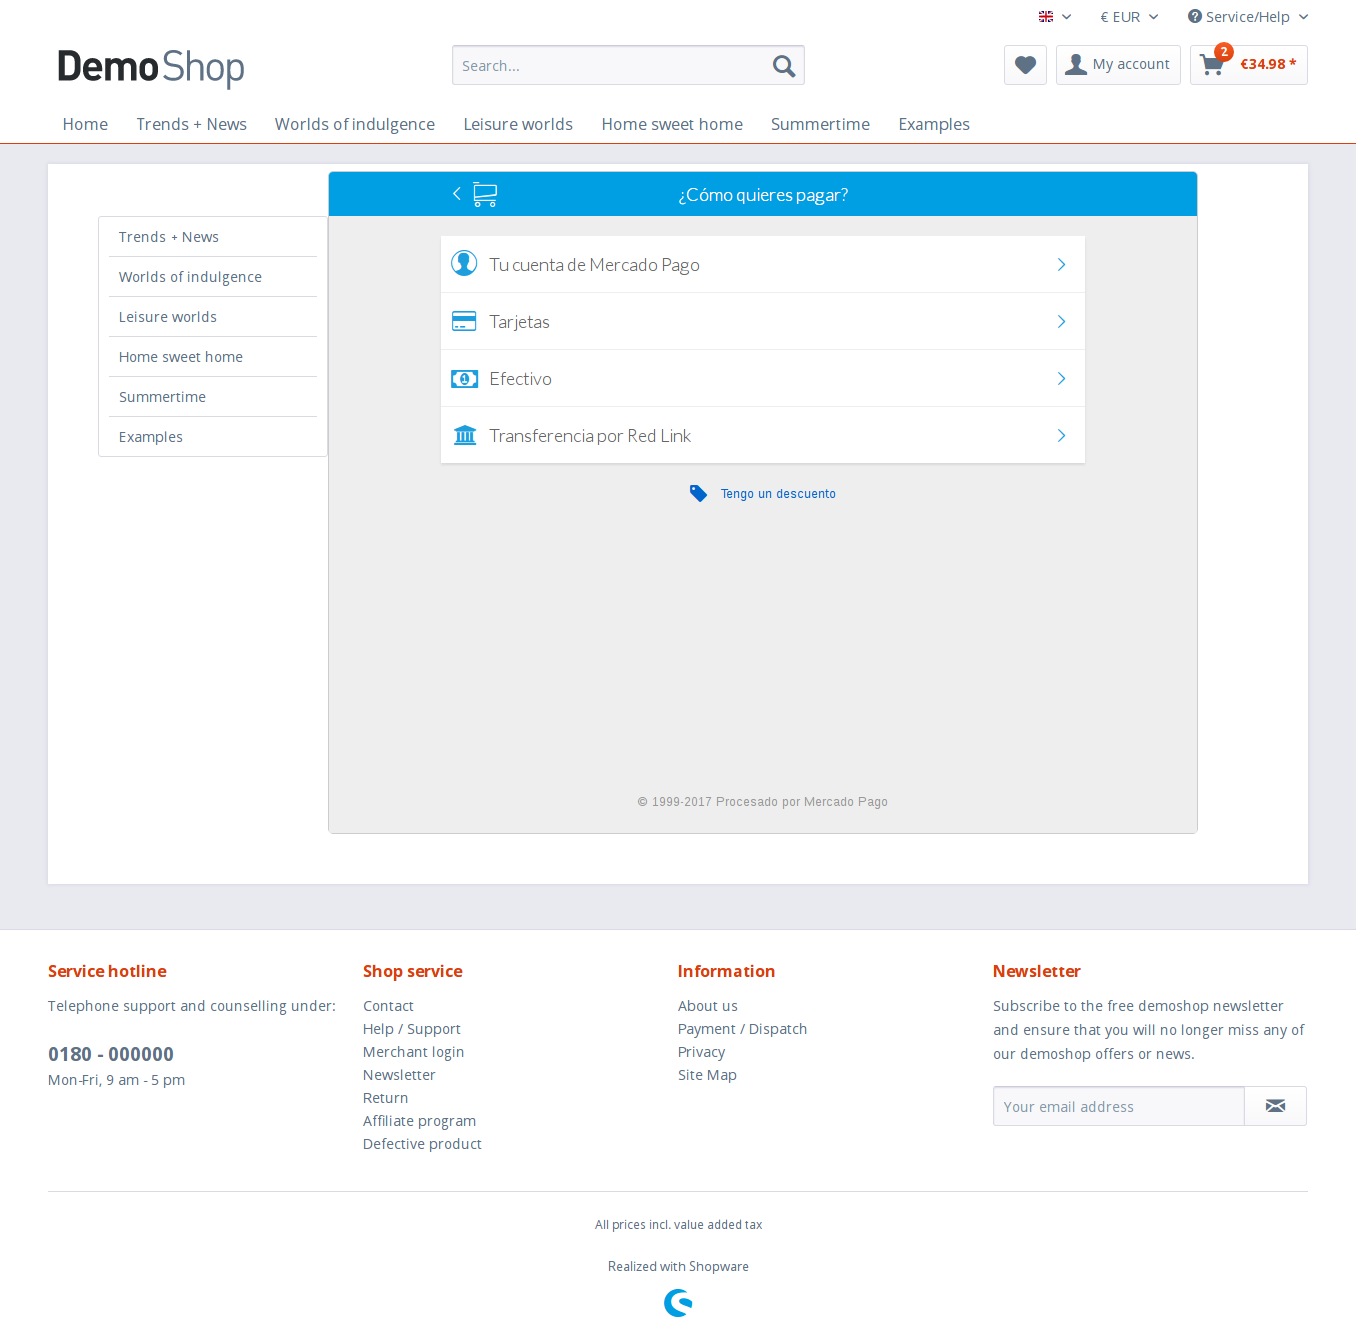 € EUR
Service/Help
DemoShop
Search...
My account
2
€34.98 *
Home
Trends + News
Worlds of indulgence
Leisure worlds
Home sweet home
Summertime
Examples
Trends + News
Worlds of indulgence
Leisure worlds
Home sweet home
Summertime
Examples
¿Cómo quieres pagar?
Tu cuenta de Mercado Pago
Tarjetas
Efectivo
Transferencia por Red Link
Tengo un descuento
© 1999-2017 Procesado por Mercado Pago
Service hotline
Telephone support and counselling under:
0180 - 000000
Mon-Fri, 9 am - 5 pm
Shop service
Contact
Help / Support
Merchant login
Newsletter
Return
Affiliate program
Defective product
Information
About us
Payment / Dispatch
Privacy
Site Map
Newsletter
Subscribe to the free demoshop newsletter
and ensure that you will no longer miss any of
our demoshop offers or news.
Your email address
All prices incl. value added tax
Realized with Shopware